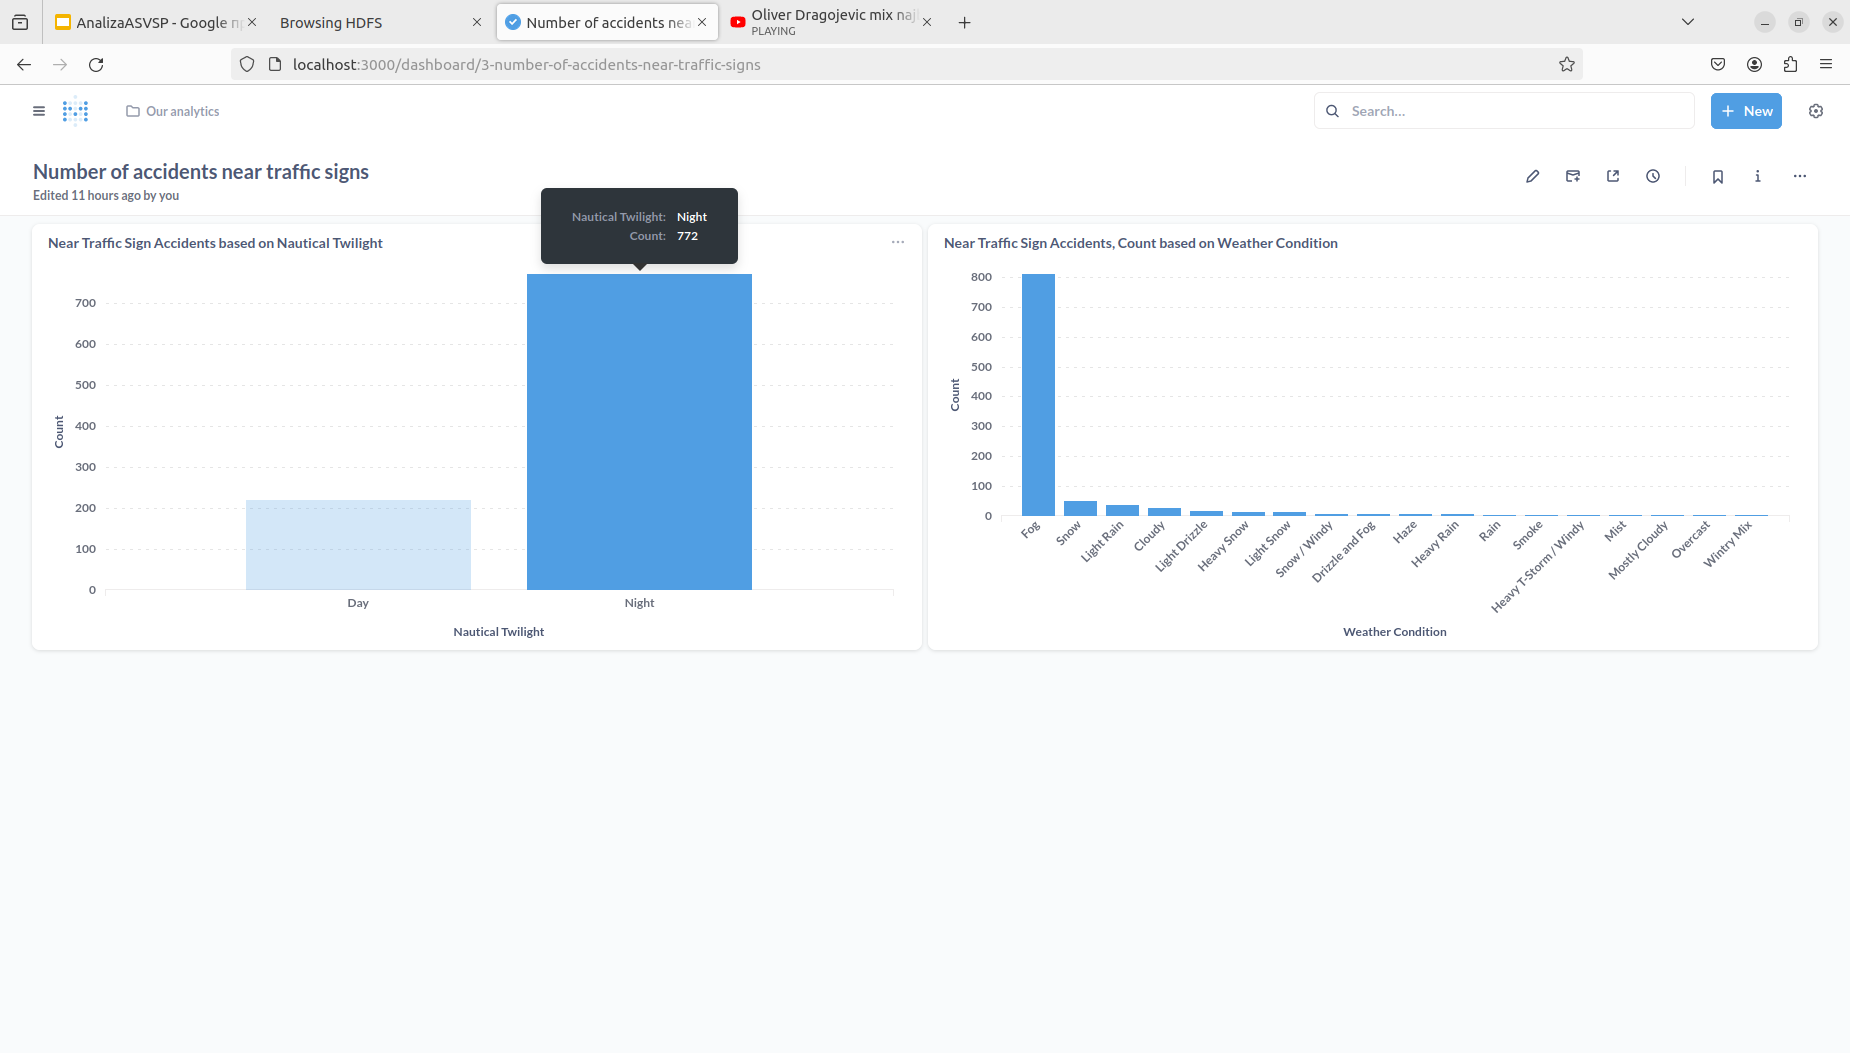 AnalizaASVSP - Google
Browsing HDFS
Number of accidents nea
Oliver Dragojevic mix naj
PLAYING
localhost:3000/dashboard/3-number-of-accidents-near-traffic-signs
Our analytics
Search...
New
Number of accidents near traffic signs
Edited 11 hours ago by you
Nautical Twilight: Night
Count: 772
Near Traffic Sign Accidents based on Nautical Twilight
700
600
500
400
300
200
100
0
Count
Day
Night
Nautical Twilight
Near Traffic Sign Accidents, Count based on Weather Condition
800
700
600
500
400
300
200
100
0
Count
Fog
Snow
Light Rain
Cloudy
Light Drizzle
Heavy Snow
Light Snow
Snow / Windy
Drizzle and Fog
Haze
Heavy Rain
Rain
Smoke
Heavy T-Storm / Windy
Mist
Mostly Cloudy
Overcast
Wintry Mix
Weather Condition